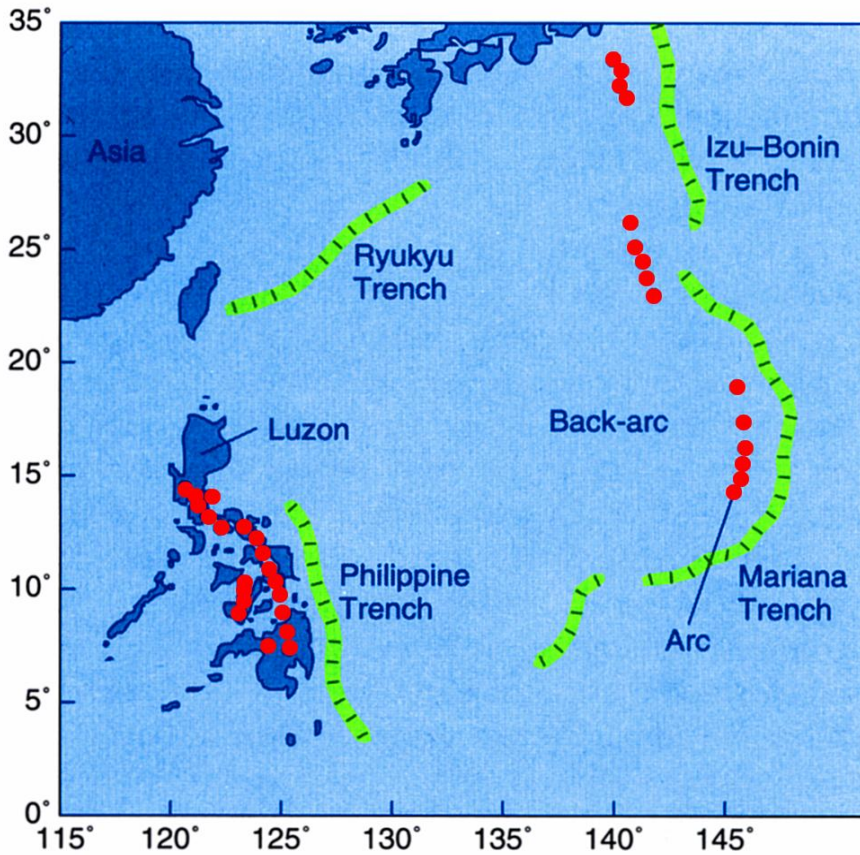 35°
30°
25°
20°
15°
10°
5°
0°
115°
120°
125°
130°
135°
140°
145°
Asia
Izu–Bonin
Trench
Ryukyu
Trench
Luzon
Back-arc
Philippine
Trench
Mariana
Trench
Arc